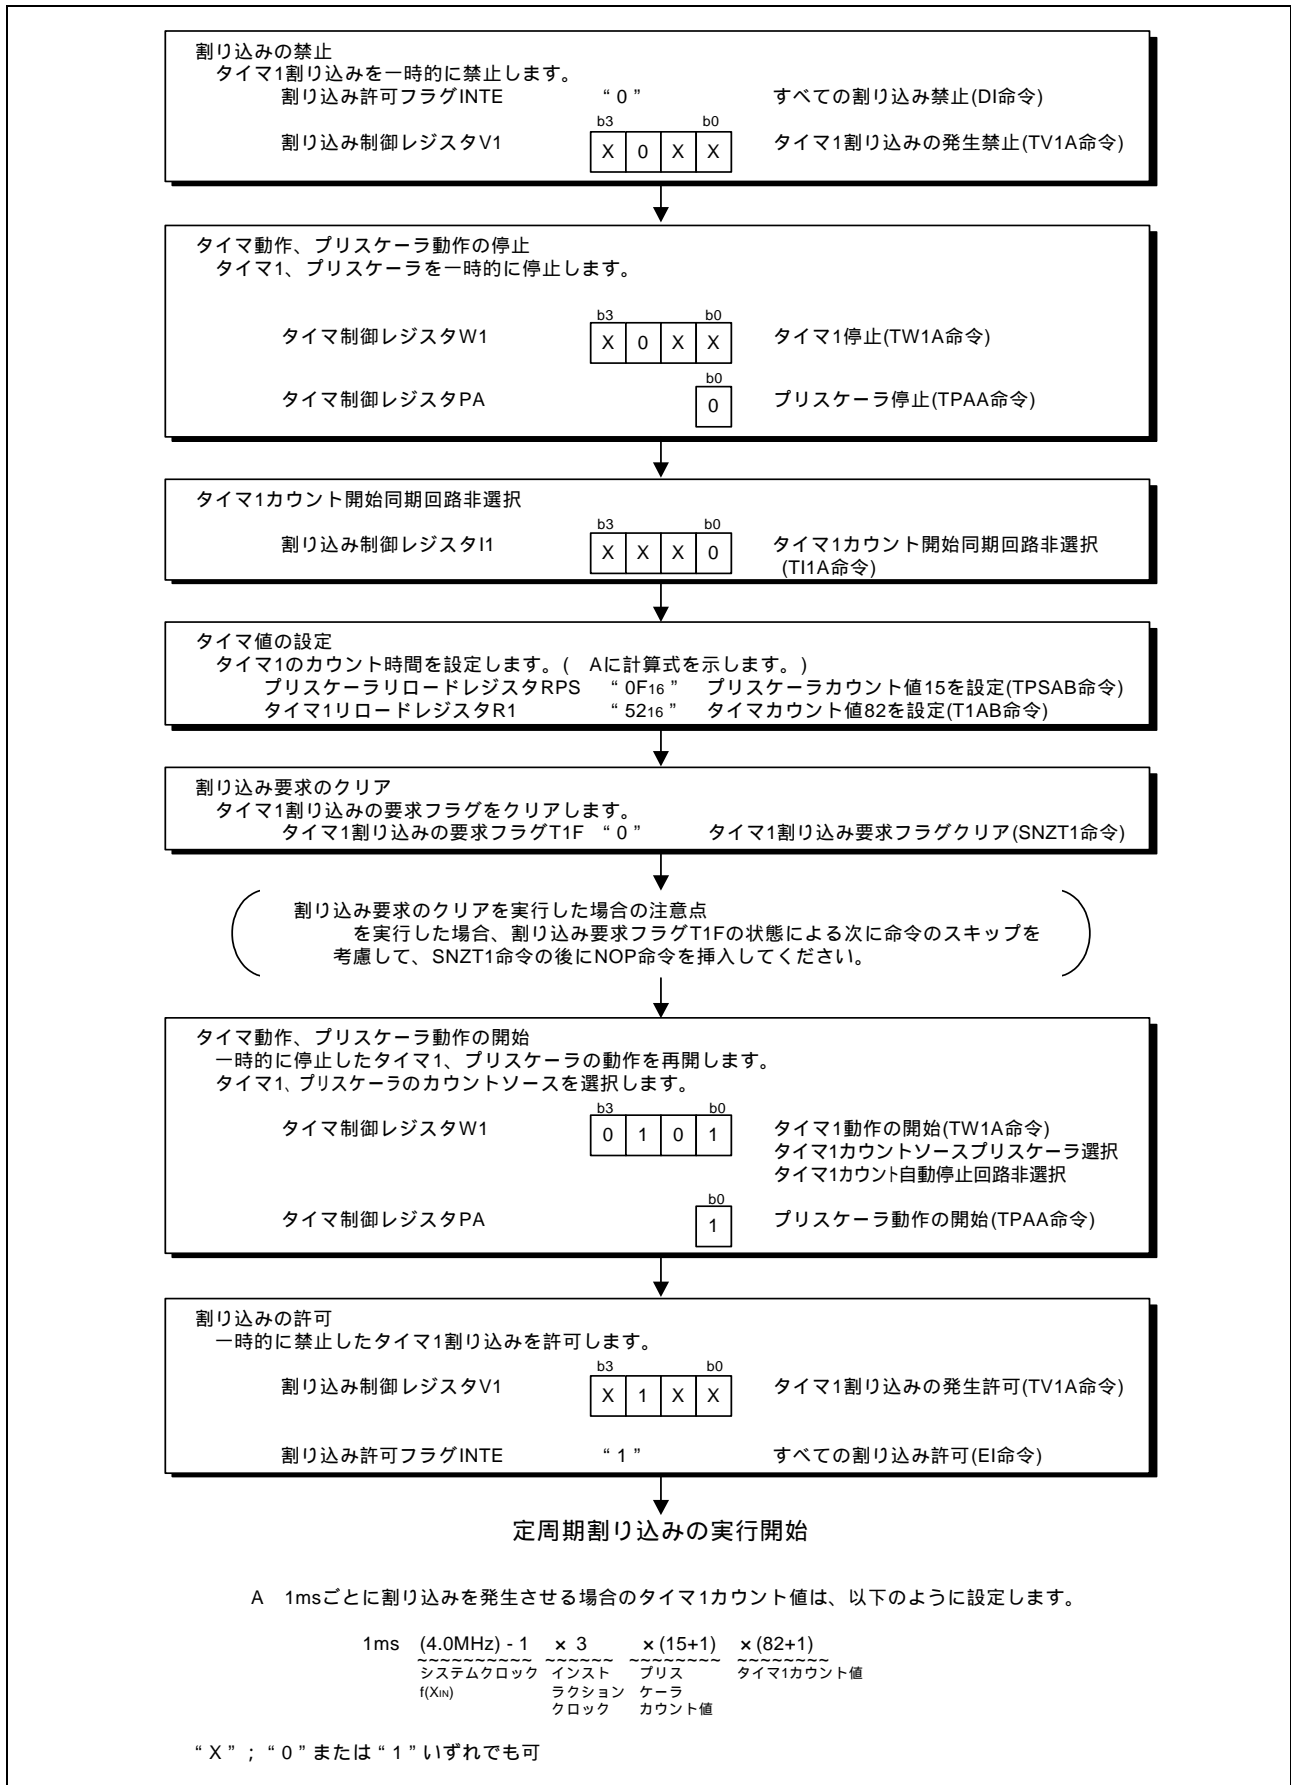 割り込みの禁止
タイマ1割り込みを一時的に禁止します。
割り込み許可フラグINTE “ 0 ” すべての割り込み禁止(DI命令)
b3 b0
割り込み制御レジスタV1 X 0 X X タイマ1割り込みの発生禁止(TV1A命令)
タイマ動作、プリスケーラ動作の停止
タイマ1、プリスケーラを一時的に停止します。
b3 b0
タイマ制御レジスタW1 X 0 X X タイマ1停止(TW1A命令)
b0
タイマ制御レジスタPA 0 プリスケーラ停止(TPAA命令)
タイマ1カウント開始同期回路非選択
b3 b0
割り込み制御レジスタI1 X X X 0 タイマ1カウント開始同期回路非選択
(TI1A命令)
タイマ値の設定
タイマ1のカウント時間を設定します。( Aに計算式を示します。)
プリスケーラリロードレジスタRPS “ 0F16 ” プリスケーラカウント値15を設定(TPSAB命令)
タイマ1リロードレジスタR1 “ 5216 ” タイマカウント値82を設定(T1AB命令)
割り込み要求のクリア
タイマ1割り込みの要求フラグをクリアします。
タイマ1割り込みの要求フラグT1F “ 0 ” タイマ1割り込み要求フラグクリア(SNZT1命令)
割り込み要求のクリアを実行した場合の注意点
を実行した場合、割り込み要求フラグT1Fの状態による次に命令のスキップを
考慮して、SNZT1命令の後にNOP命令を挿入してください。
タイマ動作、プリスケーラ動作の開始
一時的に停止したタイマ1、プリスケーラの動作を再開します。
タイマ1、プリスケーラのカウントソースを選択します。
b3 b0
タイマ制御レジスタW1 0 1 0 1 タイマ1動作の開始(TW1A命令)
タイマ1カウントソースプリスケーラ選択
タイマ1カウント自動停止回路非選択
b0
タイマ制御レジスタPA 1 プリスケーラ動作の開始(TPAA命令)
割り込みの許可
一時的に禁止したタイマ1割り込みを許可します。
b3 b0
割り込み制御レジスタV1 X 1 X X タイマ1割り込みの発生許可(TV1A命令)
割り込み許可フラグINTE “ 1 ” すべての割り込み許可(EI命令)
定周期割り込みの実行開始
A 1msごとに割り込みを発生させる場合のタイマ1カウント値は、以下のように設定します。
1ms (4.0MHz) - 1 × 3 × (15+1) × (82+1)
システムクロック インスト プリス タイマ1カウント値
f(XIN) ラクション ケーラ
クロック カウント値
“ X ” ; “ 0 ” または “ 1 ” いずれでも可